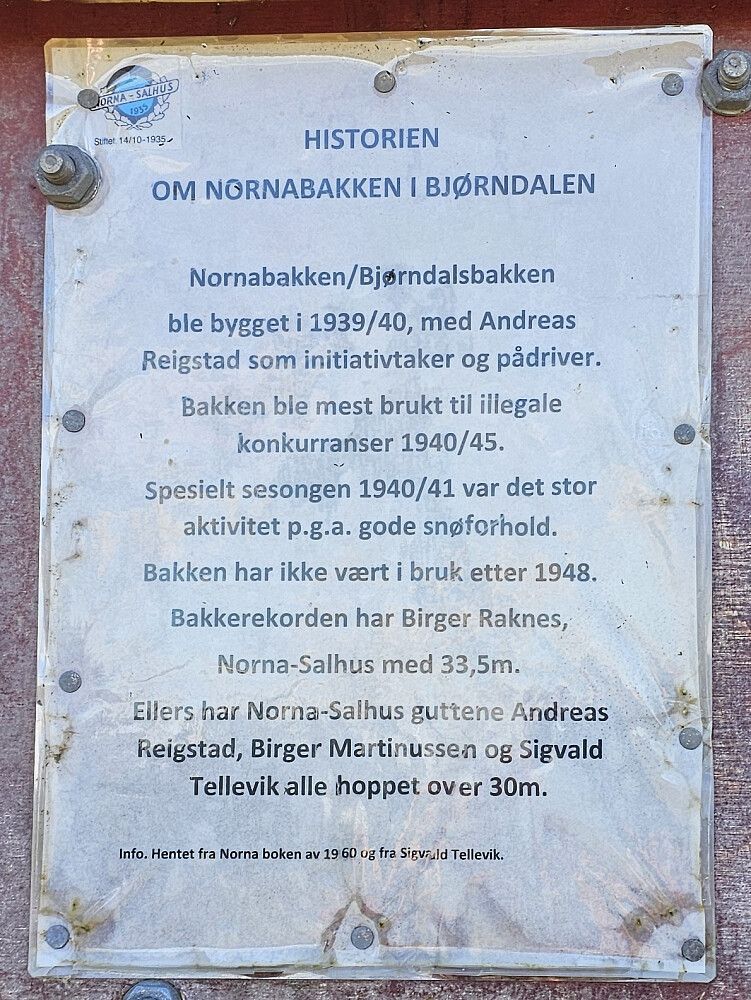 NORNA - SALHUS
1935
Stiftet: 14/10-1935
HISTORIEN
OM NORNABAKKEN I BJØRNDALEN
Nornabakken/Bjørndalsbakken
ble bygget i 1939/40, med Andreas
Reigstad som initiativtaker og pådriver.
Bakken ble mest brukt til illegale
konkurranser 1940/45.
Spesielt sesongen 1940/41 var det stor
aktivitet p.g.a. gode snøforhold.
Bakken har ikke vært i bruk etter 1948.
Bakkerekorden har Birger Raknes,
Norna-Salhus med 33,5m.
Ellers har Norna-Salhus guttene Andreas
Reigstad, Birger Martinussen og Sigvald
Tellevik alle hoppet over 30m.
Info. Hentet fra Norna boken av 1960 og fra Sigvald Tellevik.